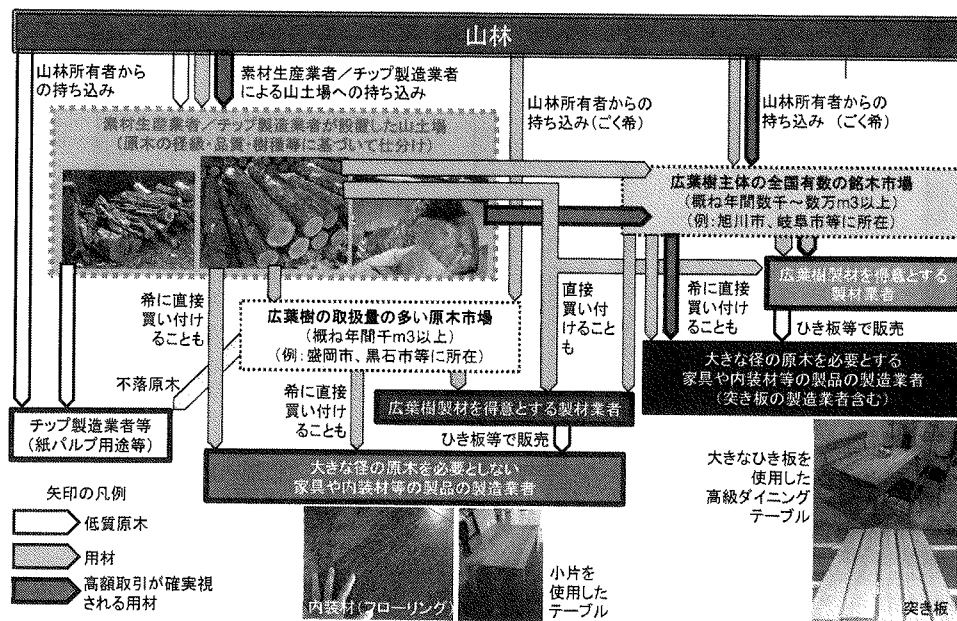 山林
山林所有者から
の持ち込み
素材生産業者／チップ製造業者
による山土場への持ち込み
山林所有者からの
持ち込み(ごく希)
山林所有者からの
持ち込み (ごく希)
素材生産業者／チップ製造業者が設置した山土場
(原木の径級・品質・樹種等に基づいて仕分け)
広葉樹主体の全国有数の銘木市場
(概ね年間数千～数万m3以上)
(例:旭川市、岐阜市等に所在)
広葉樹製材を得意とする
製材業者
希に直接
買い付け
ることも
広葉樹の取扱量の多い原木市場
(概ね年間千m3以上)
(例:盛岡市、黒石市等に所在)
直接
買い付
けること
も
希に直接
買い付け
ることも
ひき板等で販売
大きな径の原木を必要とする
家具や内装材等の製品の製造業者
(突き板の製造業者含む)
不落原木
希に直接
買い付け
ることも
広葉樹製材を得意とする製材業者
チップ製造業者等
(紙パルプ用途等)
ひき板等で販売
大きな径の原木を必要としない
家具や内装材等の製品の製造業者
大きなひき板を
使用した
高級ダイニング
テーブル
矢印の凡例
低質原木
用材
高額取引が確実視
される用材
内装材(フローリング)
小片を
使用した
テーブル
突き板